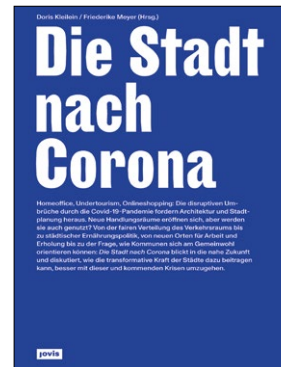 Doris Kleilein / Friederike Meyer (Hrsg.)
Die Stadt
nach
Corona
Homeoffice, Undertourism, Onlineshopping: Die disruptiven Um-
brüche durch die Covid-19-Pandemie fordern Architektur und Stadt-
planung heraus. Neue Handlungsräume eröffnen sich, aber werden
sie auch genutzt? Von der fairen Verteilung des Verkehrsraums bis
zu städtischer Ernährungspolitik, von neuen Orten für Arbeit und
Erholung bis zu der Frage, wie Kommunen sich am Gemeinwohl
orientieren können: Die Stadt nach Corona blickt in die nahe Zukunft
und diskutiert, wie die transformative Kraft der Städte dazu beitragen
kann, besser mit dieser und kommenden Krisen umzugehen.
jovis